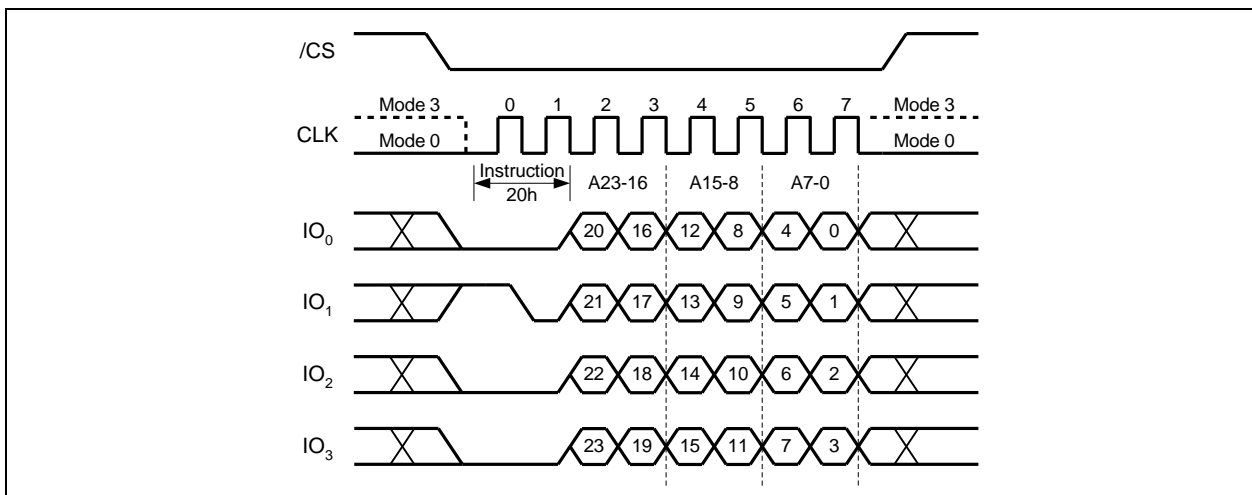 /CS
Mode 3 0 1 2 3 4 5 6 7 Mode 3
CLK
Mode 0 Mode 0
Instruction A23-16 A15-8 A7-0
20h
IO0 20 16 12 8 4 0
IO1 21 17 13 9 5 1
IO2 22 18 14 10 6 2
IO3 23 19 15 11 7 3